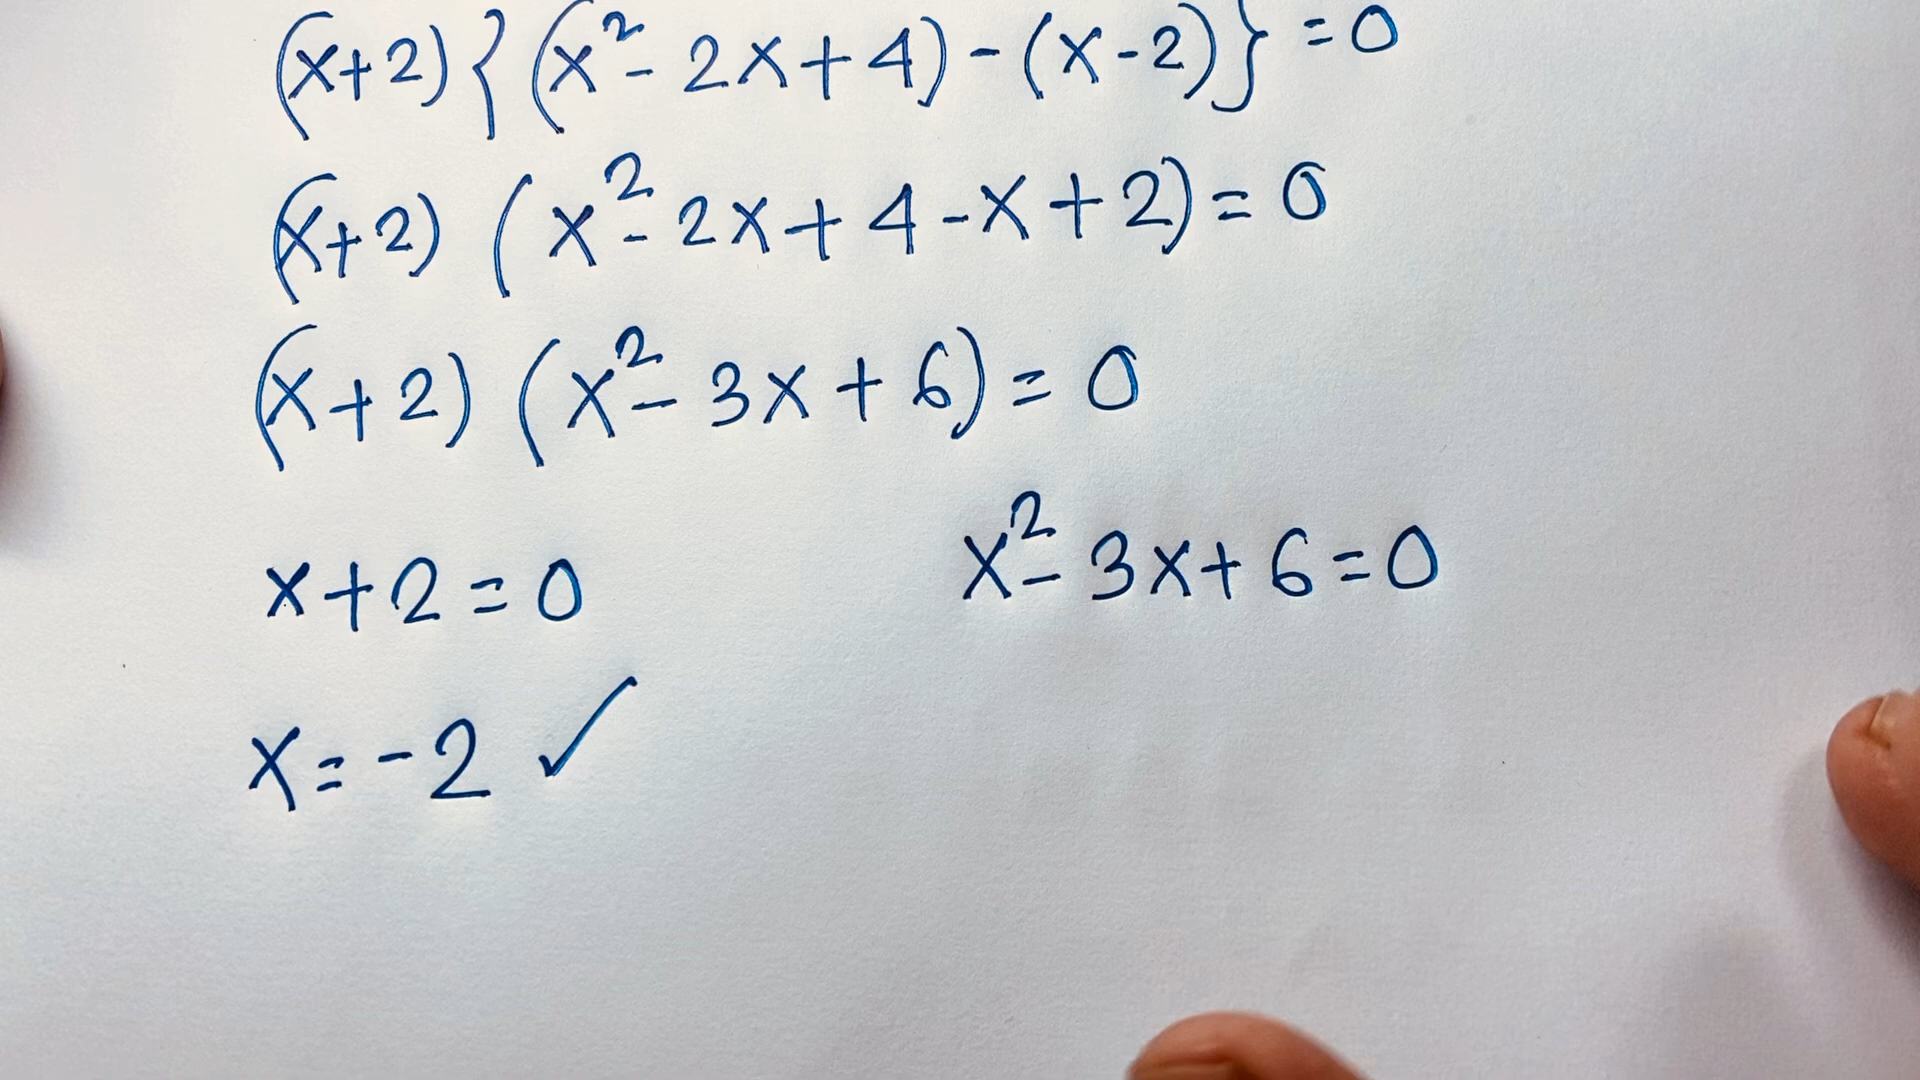 (x+2){(x²-2x+4)-(x-2)}=0
(x+2)(x²-2x+4-x+2)=0
(x+2)(x²-3x+6)=0
x+2=0
x²-3x+6=0
x=-2 ✓